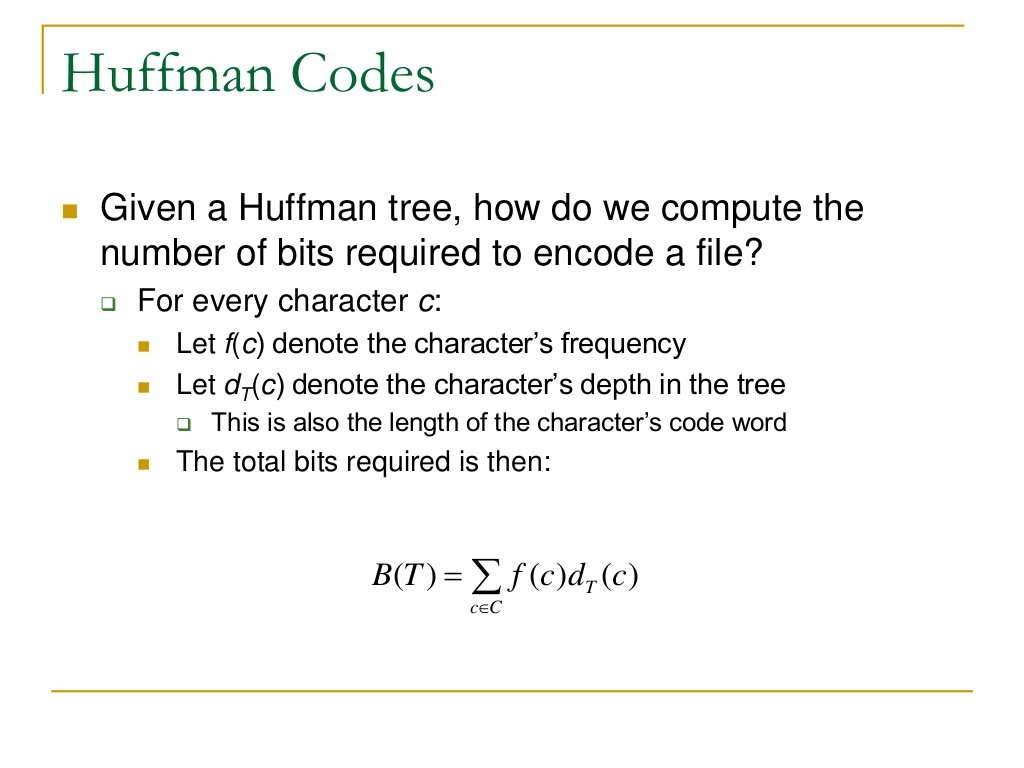 Huffman Codes
Given a Huffman tree, how do we compute the
number of bits required to encode a file?
For every character c:
Let f(c) denote the character’s frequency
Let d_T(c) denote the character’s depth in the tree
This is also the length of the character’s code word
The total bits required is then:
B(T) = ∑_{c∈C} f(c)d_T(c)